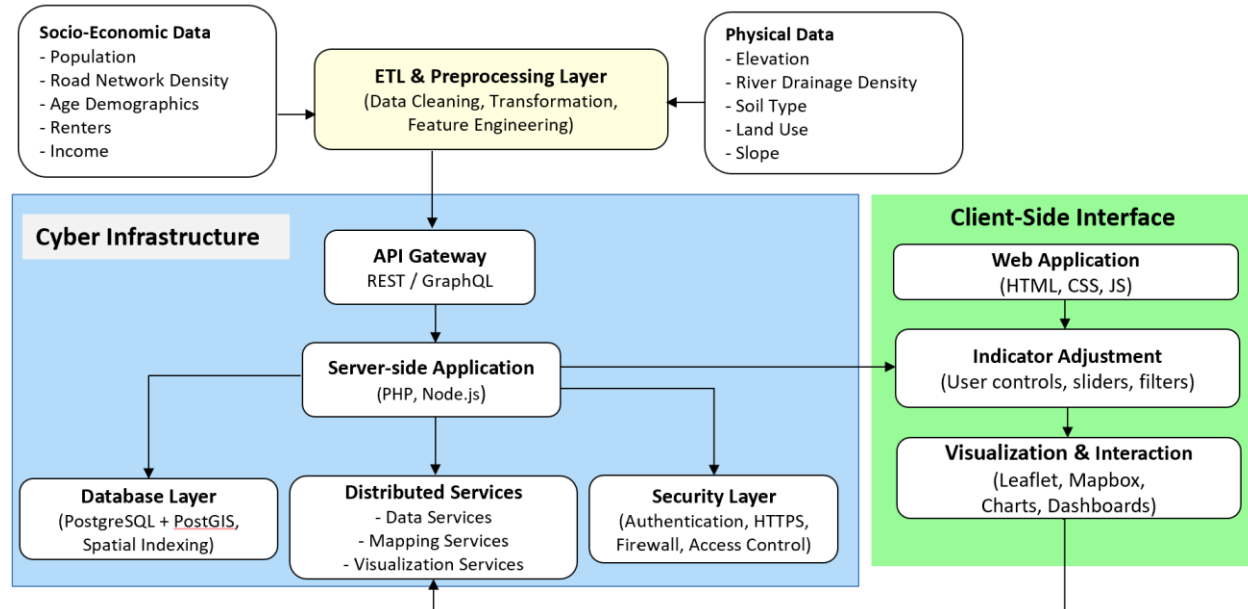 Socio-Economic Data
- Population
- Road Network Density
- Age Demographics
- Renters
- Income
ETL & Preprocessing Layer
(Data Cleaning, Transformation,
Feature Engineering)
Physical Data
- Elevation
- River Drainage Density
- Soil Type
- Land Use
- Slope
Cyber Infrastructure
API Gateway
REST / GraphQL
Server-side Application
(PHP, Node.js)
Database Layer
(PostgreSQL + PostGIS,
Spatial Indexing)
Distributed Services
- Data Services
- Mapping Services
- Visualization Services
Security Layer
(Authentication, HTTPS,
Firewall, Access Control)
Client-Side Interface
Web Application
(HTML, CSS, JS)
Indicator Adjustment
(User controls, sliders, filters)
Visualization & Interaction
(Leaflet, Mapbox,
Charts, Dashboards)